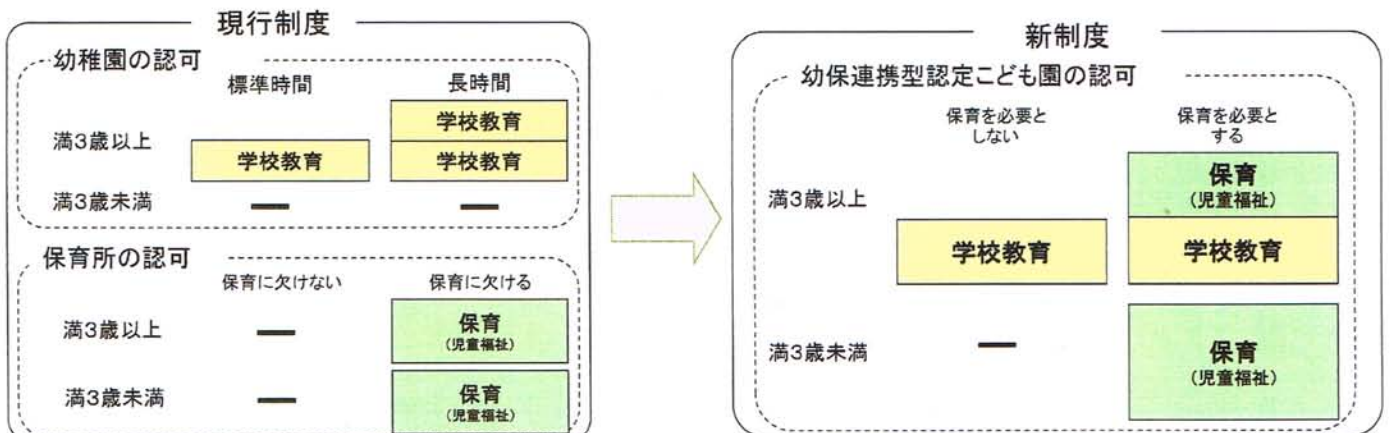 現行制度
幼稚園の認可
標準時間 長時間
学校教育
満3歳以上 学校教育 学校教育
満3歳未満 ー ー
保育所の認可
保育に欠けない 保育に欠ける
満3歳以上 ー 保育
(児童福祉)
満3歳未満 ー 保育
(児童福祉)
新制度
幼保連携型認定こども園の認可
保育を必要と
しない
保育を必要と
する
満3歳以上
保育
(児童福祉)
学校教育 学校教育
満3歳未満 ー 保育
(児童福祉)